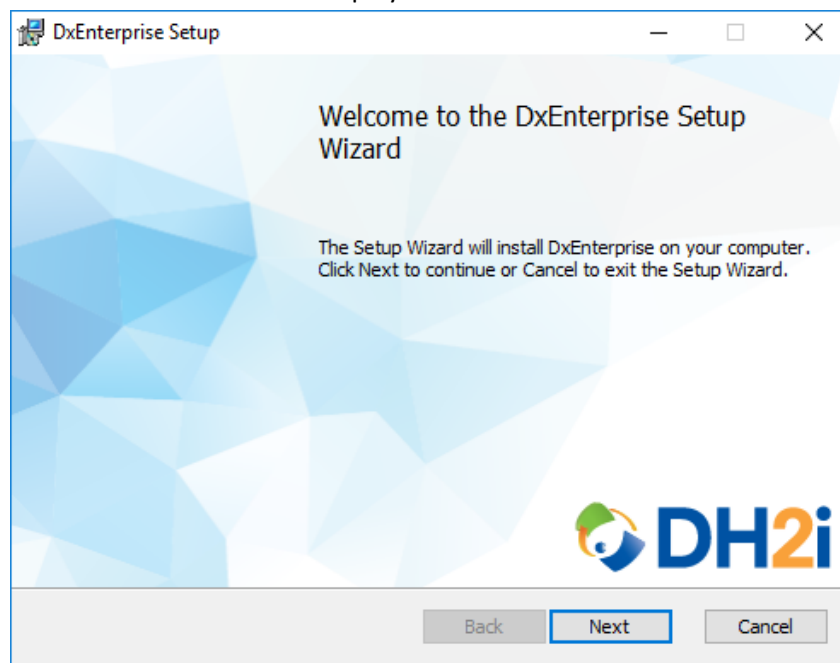 DxEnterprise Setup
Welcome to the DxEnterprise Setup
Wizard
The Setup Wizard will install DxEnterprise on your computer.
Click Next to continue or Cancel to exit the Setup Wizard.
DH2i
Back Next Cancel